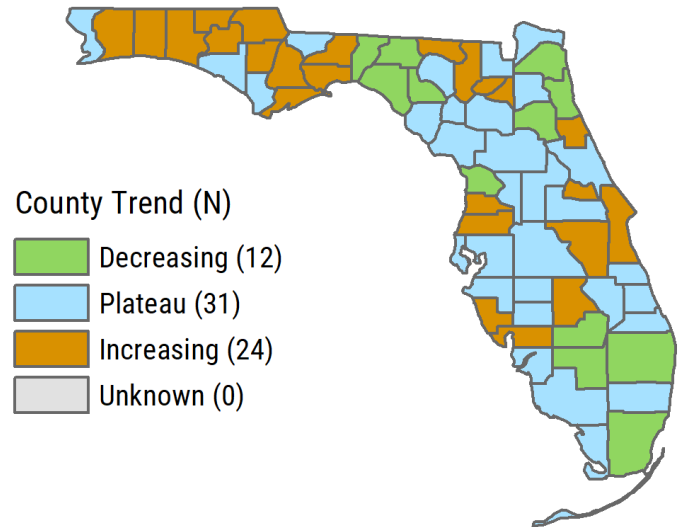 County Trend (N)
Decreasing (12)
Plateau (31)
Increasing (24)
Unknown (0)